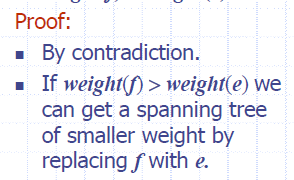 Proof:
▪ By contradiction.
▪ If weight(f) > weight(e) we
can get a spanning tree
of smaller weight by
replacing f with e.